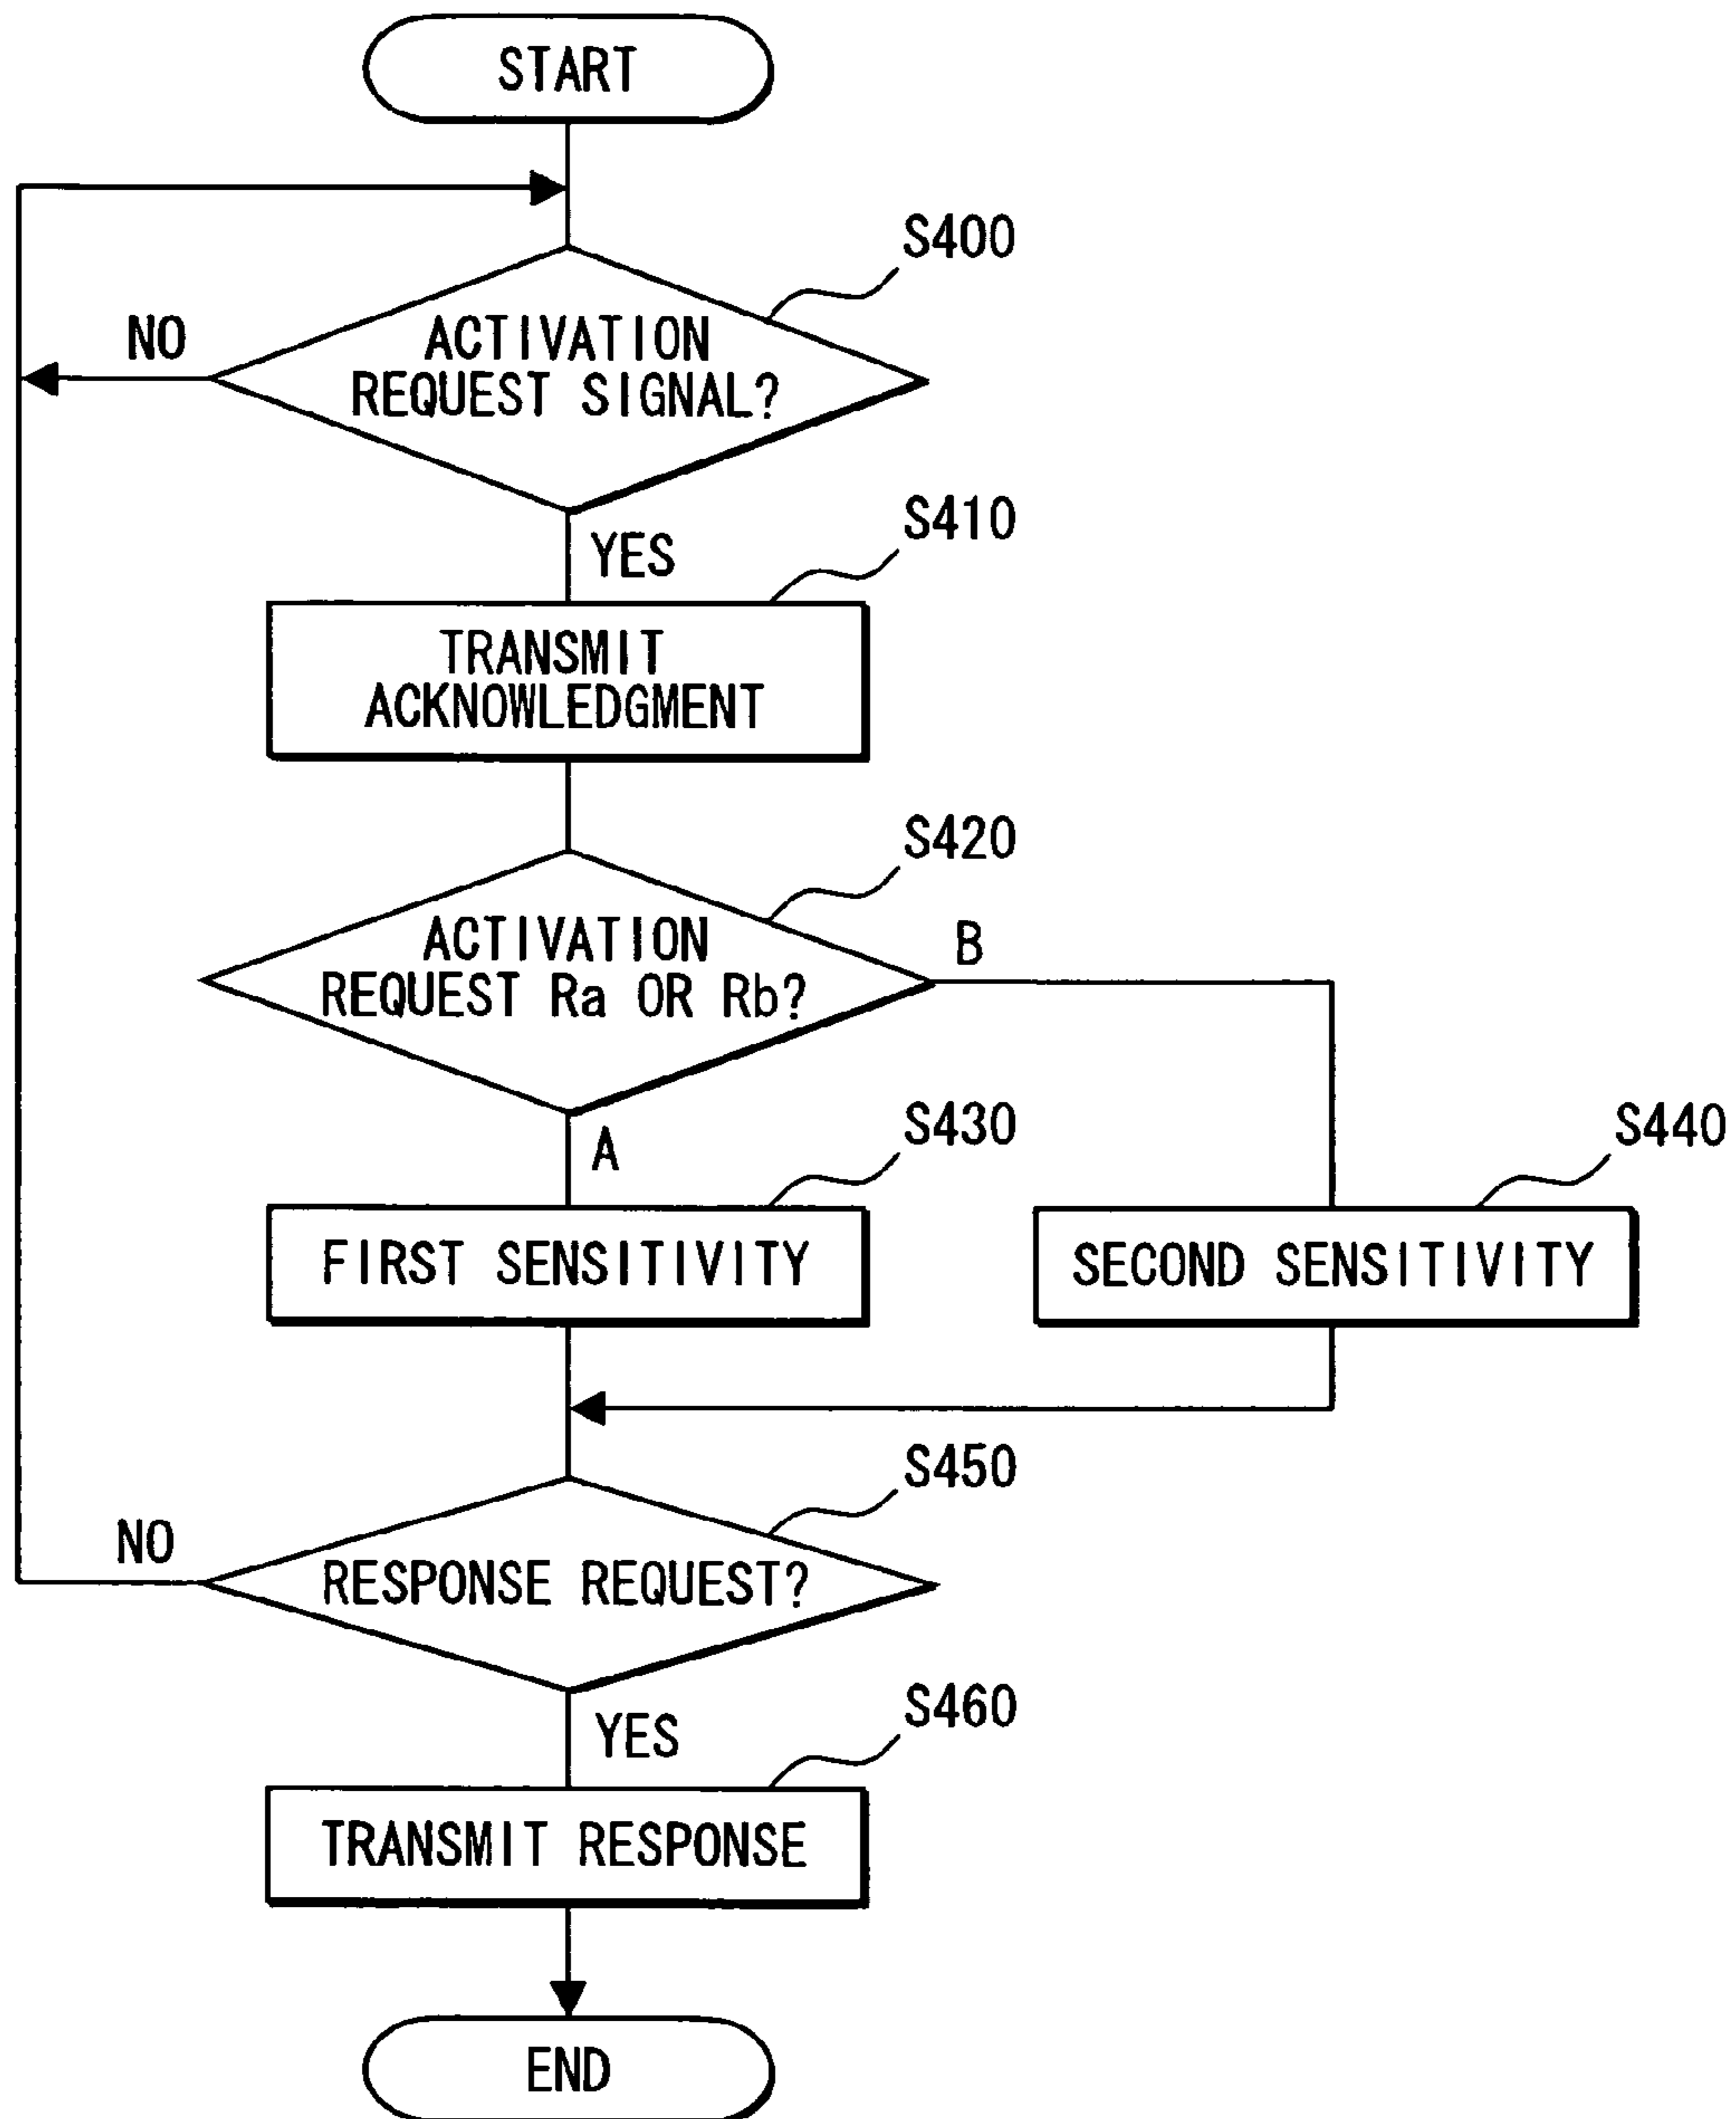 START
S400
NO
ACTIVATION
REQUEST SIGNAL?
S410
YES
TRANSMIT
ACKNOWLEDGMENT
S420
B
ACTIVATION
REQUEST Ra OR Rb?
S430
S440
A
FIRST SENSITIVITY
SECOND SENSITIVITY
S450
NO
RESPONSE REQUEST?
S460
YES
TRANSMIT RESPONSE
END